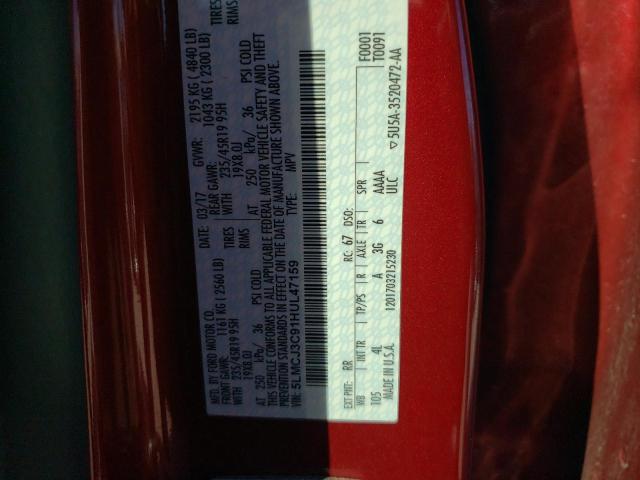 MFD. BY FORD MOTOR CO.
DATE: 03/17 GVWR: 2195 KG ( 4840 LB)
FRONT GAWR: 1161 KG ( 2560 LB) REAR GAWR: 1043 KG ( 2300 LB)
WITH 235/45R19 95H TIRES WITH 235/45R19 95H TIRES
19X8.0J RIMS 19X8.0J RIMS
AT 250 kPa/ 36 PSI COLD AT 250 kPa/ 36 PSI COLD
THIS VEHICLE CONFORMS TO ALL APPLICABLE FEDERAL MOTOR VEHICLE SAFETY AND THEFT
PREVENTION STANDARDS IN EFFECT ON THE DATE OF MANUFACTURE SHOWN ABOVE.
VIN: 5LMCJ3C91HUL47159 TYPE: MPV
F0001
T0091
EXT PNT: RR RC: 67 DSO:
WB INT TR TP/PS R AXLE TR SPR
105 4L A 3G 6 AAAA
MADE IN U.S.A. ULC
1201703215230
▽5U5A-3520472-AA